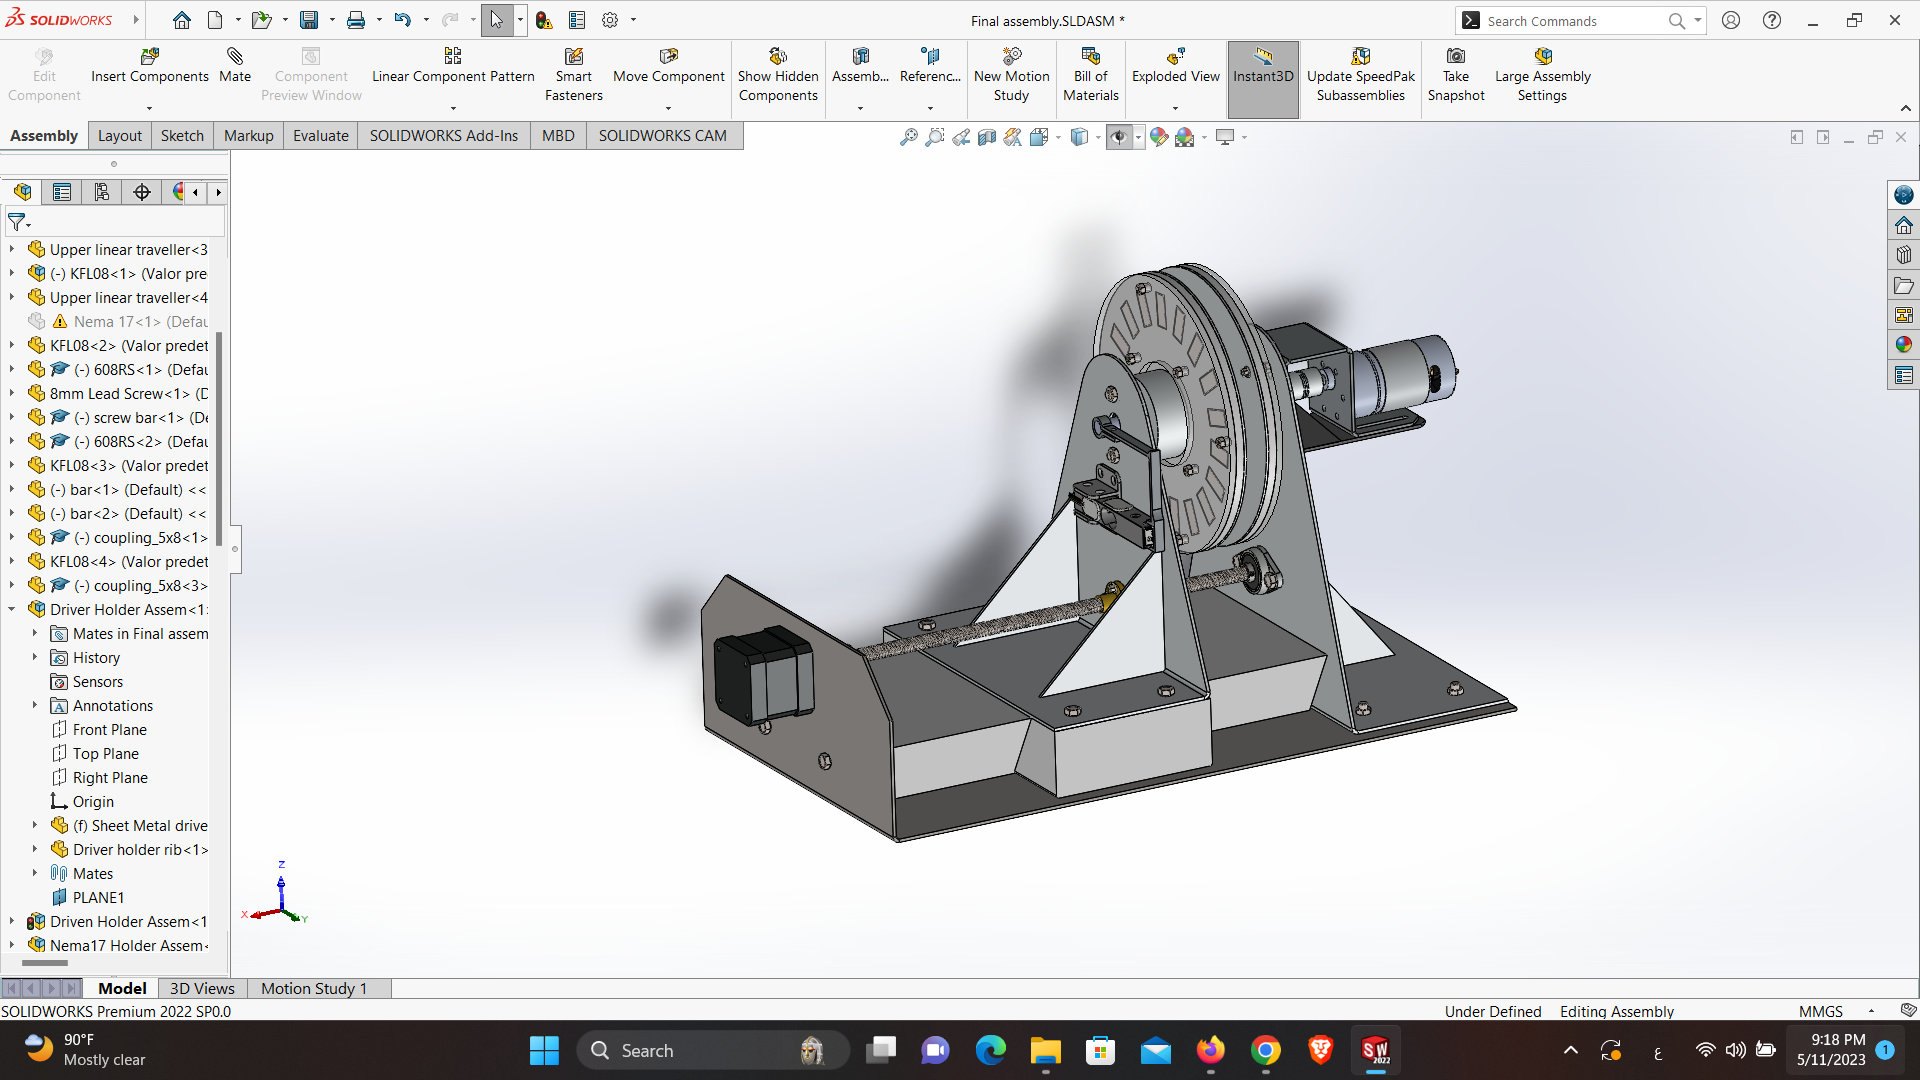 SOLIDWORKS
Final assembly.SLDASM *
Search Commands
Edit Component
Insert Components
Mate
Component Preview Window
Linear Component Pattern
Smart Fasteners
Move Component
Show Hidden Components
Assemb...
Referenc...
New Motion Study
Bill of Materials
Exploded View
Instant3D
Update SpeedPak Subassemblies
Take Snapshot
Large Assembly Settings
Assembly
Layout
Sketch
Markup
Evaluate
SOLIDWORKS Add-Ins
MBD
SOLIDWORKS CAM
Upper linear traveller<3
(-) KFL08<1> (Valor pre
Upper linear traveller<4
Nema 17<1> (Defau
KFL08<2> (Valor predet
(-) 608RS<1> (Defau
8mm Lead Screw<1> (D
(-) screw bar<1> (De
(-) 608RS<2> (Defau
KFL08<3> (Valor predet
(-) bar<1> (Default) <<
(-) bar<2> (Default) <<
(-) coupling_5x8<1>
KFL08<4> (Valor predet
(-) coupling_5x8<3>
Driver Holder Assem<1>
Mates in Final assem
History
Sensors
Annotations
Front Plane
Top Plane
Right Plane
Origin
(f) Sheet Metal drive
Driver holder rib<1>
Mates
PLANE1
Driven Holder Assem<1
Nema17 Holder Assem<
Z
X
Y
Model
3D Views
Motion Study 1
SOLIDWORKS Premium 2022 SP0.0
Under Defined
Editing Assembly
MMGS
90°F
Mostly clear
Search
SW
2022
ع
9:18 PM
5/11/2023
1